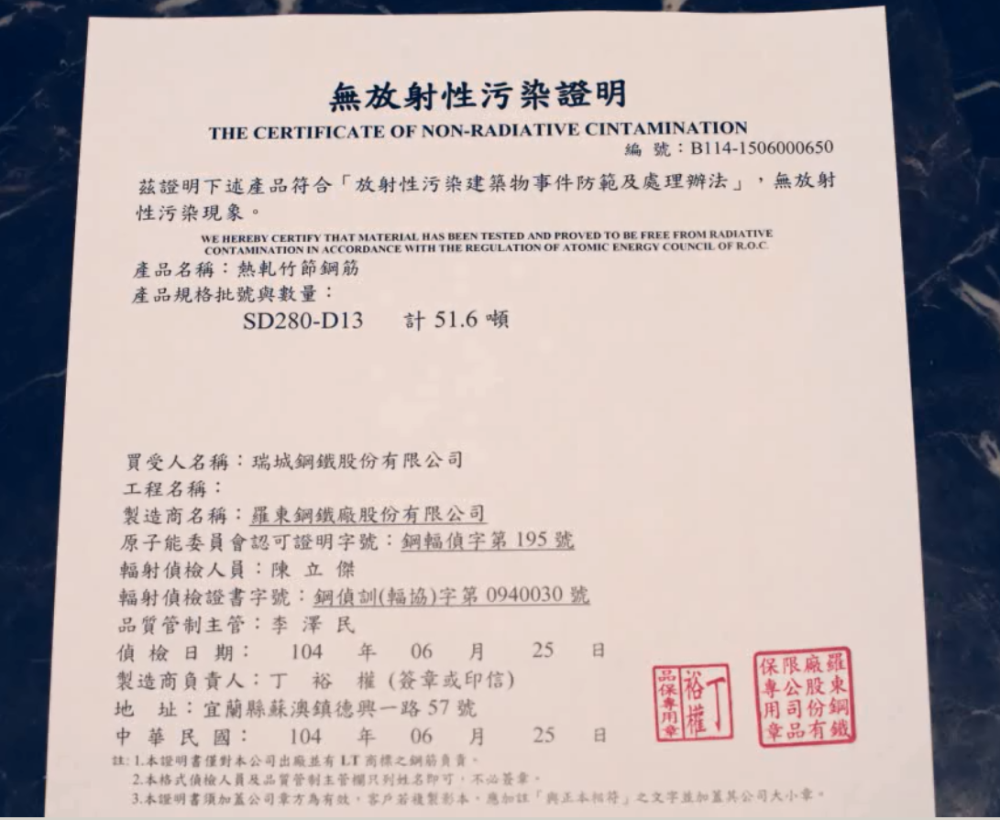 無放射性污染證明
THE CERTIFICATE OF NON-RADIATIVE CINTAMINATION
編 號：B114-1506000650
茲證明下述產品符合「放射性污染建築物事件防範及處理辦法」，無放射
性污染現象。
WE HEREBY CERTIFY THAT MATERIAL HAS BEEN TESTED AND PROVED TO BE FREE FROM RADIATIVE
CONTAMINATION IN ACCORDANCE WITH THE REGULATION OF ATOMIC ENERGY COUNCIL OF R.O.C.
產品名稱：熱軋竹節鋼筋
產品規格批號與數量：
SD280-D13 計 51.6 噸
買受人名稱：瑞城鋼鐵股份有限公司
工程名稱：
製造商名稱：羅東鋼鐵廠股份有限公司
原子能委員會認可證明字號：鋼輻偵字第 195 號
輻射偵檢人員：陳 立 傑
輻射偵檢證書字號：鋼偵訓(輻協)字第 0940030 號
品質管制主管：李 澤 民
偵檢日期： 104 年 06 月 25 日
製造商負責人：丁 裕 權 (簽章或印信)
地 址：宜蘭縣蘇澳鎮德興一路 57 號
中華民國： 104 年 06 月 25 日
丁裕權
品保專用章
羅東鋼鐵
廠股份有
限公司品
保專用章
註: 1.本證明書僅對本公司出廠並有 LT 商標之鋼筋負責。
2.本格式偵檢人員及品質管制主管欄只列姓名即可，不必簽章。
3.本證明書須加蓋公司章方為有效，客戶若複製影本，應加註「與正本相符」之文字並加蓋其公司大小章。